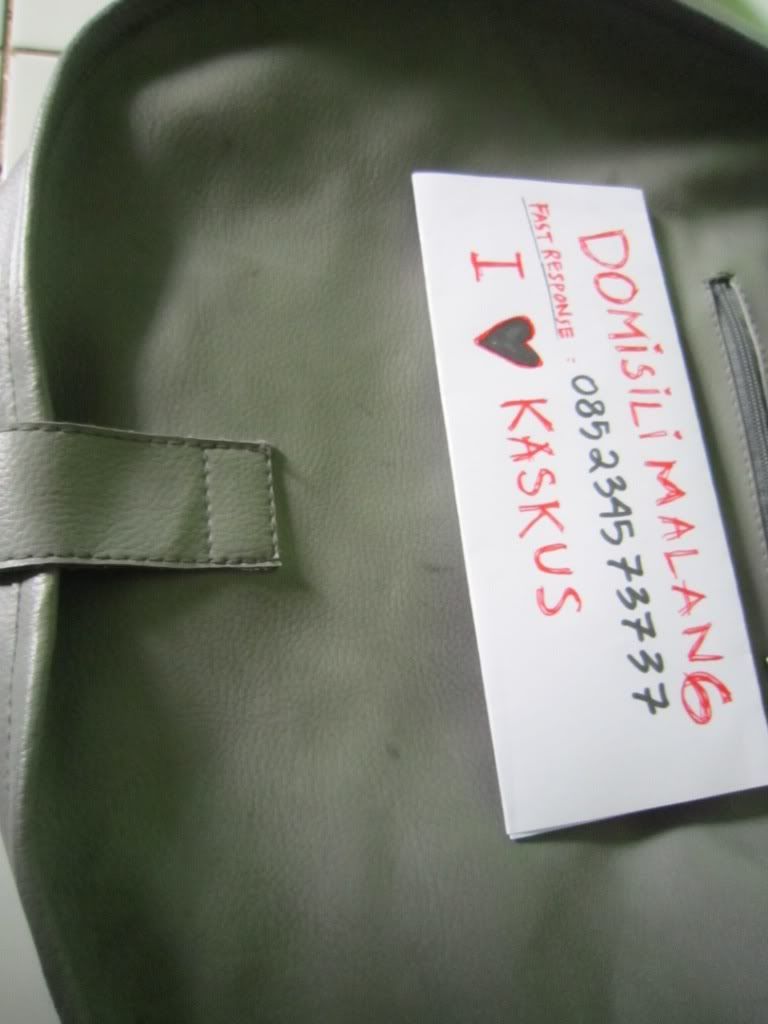 DOMISILI MALANG
FAST RESPONSE : 085234573737
I ♥ KASKUS